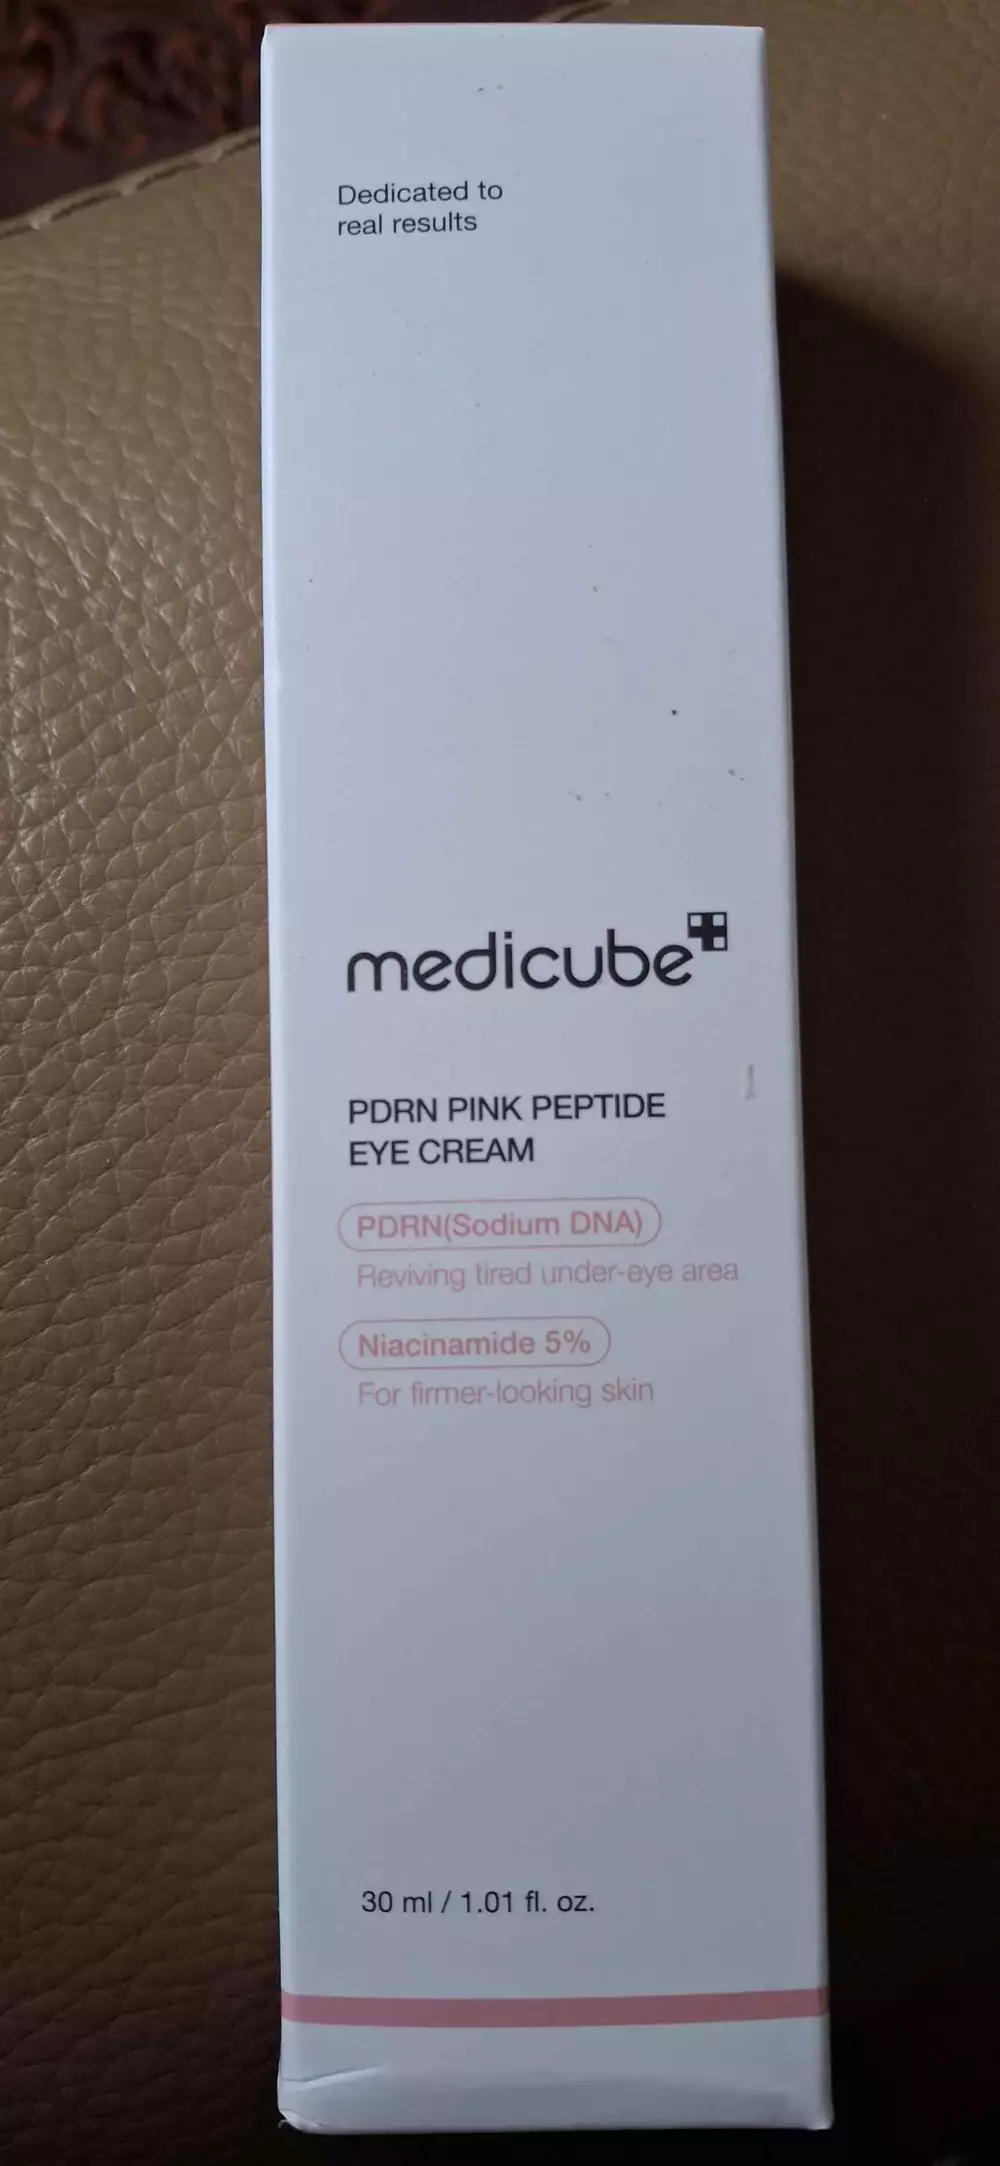 Dedicated to
real results
medicube
PDRN PINK PEPTIDE
EYE CREAM
PDRN(Sodium DNA)
Reviving tired under-eye area
Niacinamide 5%
For firmer-looking skin
30 ml / 1.01 fl. oz.